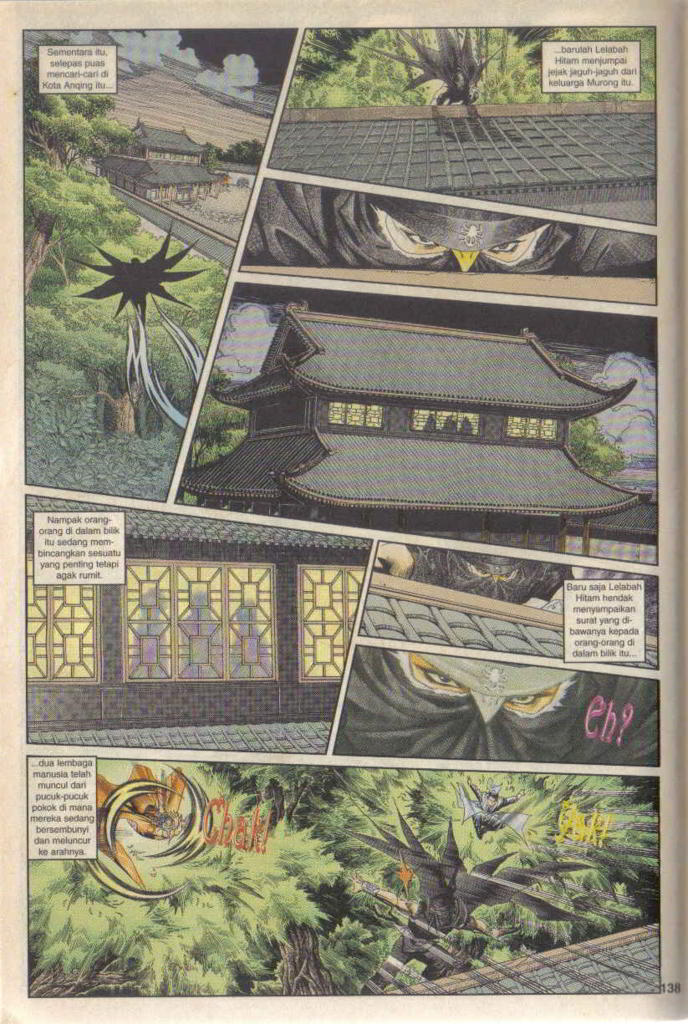 Sementara itu,
selepas puas
mencari-cari di
Kota Anqing itu...
...barulah Lelabah
Hitam menjumpai
jejak jaguh-jaguh dari
keluarga Murong itu.
Nampak orang-
orang di dalam bilik
itu sedang mem-
bincangkan sesuatu
yang penting tetapi
agak rumit.
Baru saja Lelabah
Hitam hendak
menyampaikan
surat yang di-
bawanya kepada
orang-orang di
dalam bilik itu...
Eh?
...dua lembaga
manusia telah
muncul dari
pucuk-pucuk
pokok di mana
mereka sedang
bersembunyi
dan meluncur
ke arahnya.
Chak!
138